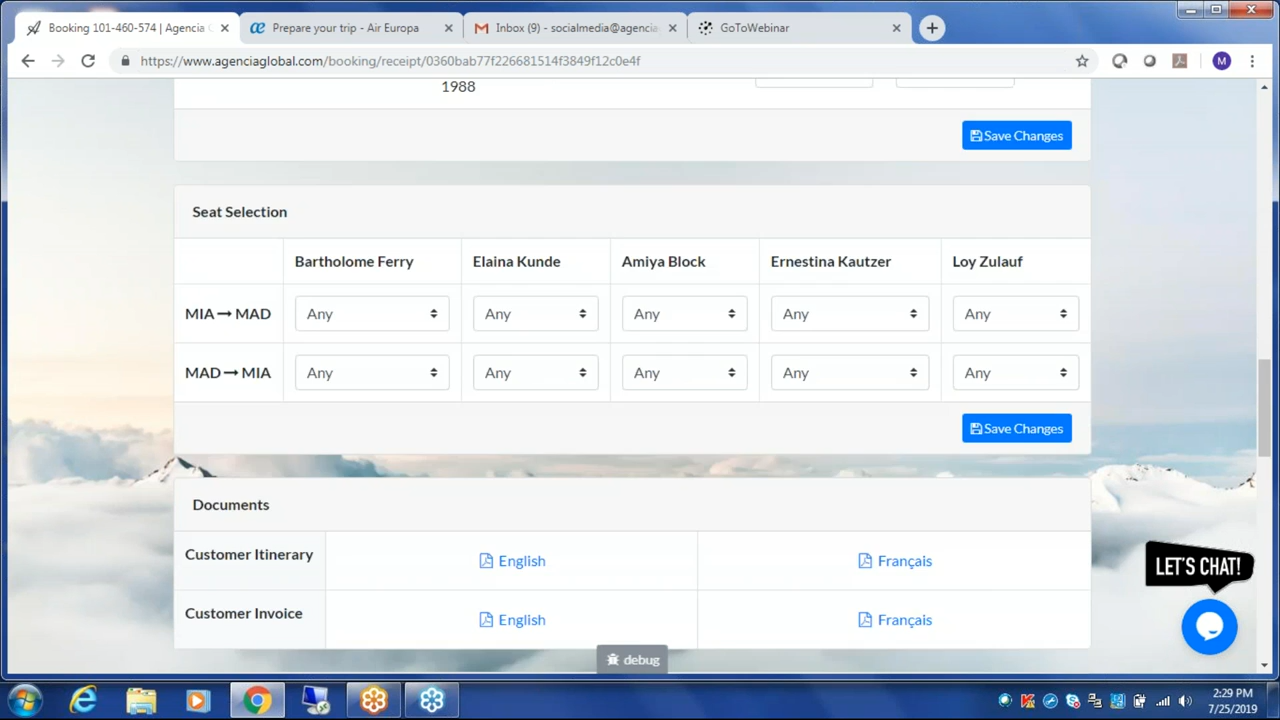 Booking 101-460-574 | Agencia
Prepare your trip - Air Europa
Inbox (9) - socialmedia@agencia
GoToWebinar
https://www.agenciaglobal.com/booking/receipt/0360bab77f226681514f3849f12c0e4f
M
1988
Save Changes
Seat Selection
Bartholome Ferry Elaina Kunde Amiya Block Ernestina Kautzer Loy Zulauf
MIA → MAD Any Any Any Any Any
MAD → MIA Any Any Any Any Any
Save Changes
Documents
Customer Itinerary English Français
Customer Invoice English Français
LET'S CHAT!
debug
2:29 PM
7/25/2019